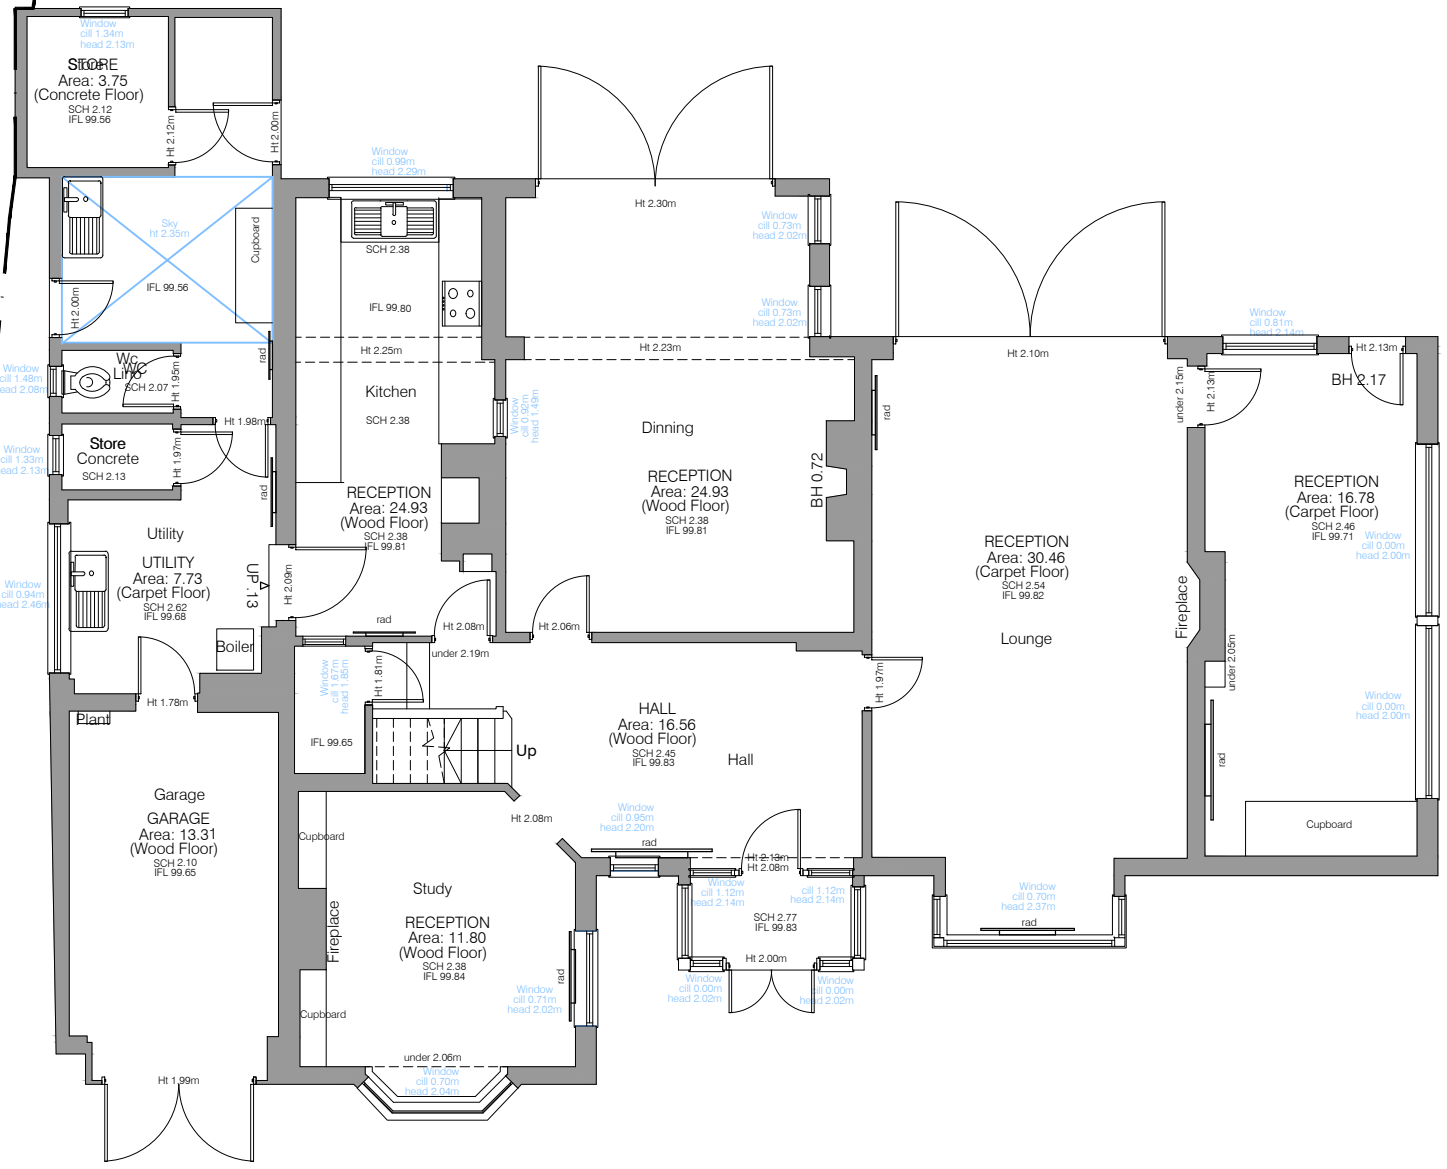 Window
cill 1.34m
head 2.13m
Store
STORE
Area: 3.75
(Concrete Floor)
SCH 2.12
IFL 99.56
Ht 2.12m
Ht 2.00m
Sky
ht 2.35m
Cupboard
IFL 99.56
Ht 2.00m
Window
cill 0.99m
head 2.29m
SCH 2.38
IFL 99.80
Ht 2.25m
Kitchen
SCH 2.38
RECEPTION
Area: 24.93
(Wood Floor)
SCH 2.38
IFL 99.81
Ht 2.30m
Window
cill 0.73m
head 2.02m
Window
cill 0.73m
head 2.02m
Ht 2.23m
Window
cill 0.92m
head 1.49m
Dinning
RECEPTION
Area: 24.93
(Wood Floor)
SCH 2.38
IFL 99.81
BH 0.72
Ht 2.10m
rad
RECEPTION
Area: 30.46
(Carpet Floor)
SCH 2.54
IFL 99.82
Lounge
Fireplace
under 2.15m
Ht 2.13m
Window
cill 0.81m
head 2.14m
Ht 2.13m
BH 2.17
RECEPTION
Area: 16.78
(Carpet Floor)
SCH 2.46
IFL 99.71
Window
cill 0.00m
head 2.00m
under 2.05m
Window
cill 0.00m
head 2.00m
rad
Cupboard
Window
cill 1.48m
head 2.08m
Wc
Lino
WC
SCH 2.07
Ht 1.95m
rad
Ht 1.98m
Window
cill 1.33m
head 2.13m
Store
Concrete
SCH 2.13
Ht 1.97m
rad
Utility
UTILITY
Area: 7.73
(Carpet Floor)
SCH 2.62
IFL 99.68
Window
cill 0.94m
head 2.46m
UP .13
Ht 2.09m
Boiler
Ht 1.78m
Plant
rad
Ht 2.08m
under 2.19m
Ht 2.06m
Window
cill 1.67m
head 1.85m
Ht 1.81m
IFL 99.65
Up
HALL
Area: 16.56
(Wood Floor)
SCH 2.45
IFL 99.83
Hall
Ht 1.97m
Garage
GARAGE
Area: 13.31
(Wood Floor)
SCH 2.10
IFL 99.65
Ht 1.99m
Cupboard
Ht 2.08m
Window
cill 0.95m
head 2.20m
rad
Ht 2.13m
Ht 2.08m
Window
cill 1.12m
head 2.14m
cill 1.12m
head 2.14m
SCH 2.77
IFL 99.83
Ht 2.00m
Window
cill 0.00m
head 2.02m
Window
cill 0.00m
head 2.02m
Window
cill 0.70m
head 2.37m
rad
Study
RECEPTION
Area: 11.80
(Wood Floor)
SCH 2.38
IFL 99.84
Fireplace
Cupboard
Window
cill 0.71m
head 2.02m
rad
under 2.06m
Window
cill 0.70m
head 2.04m